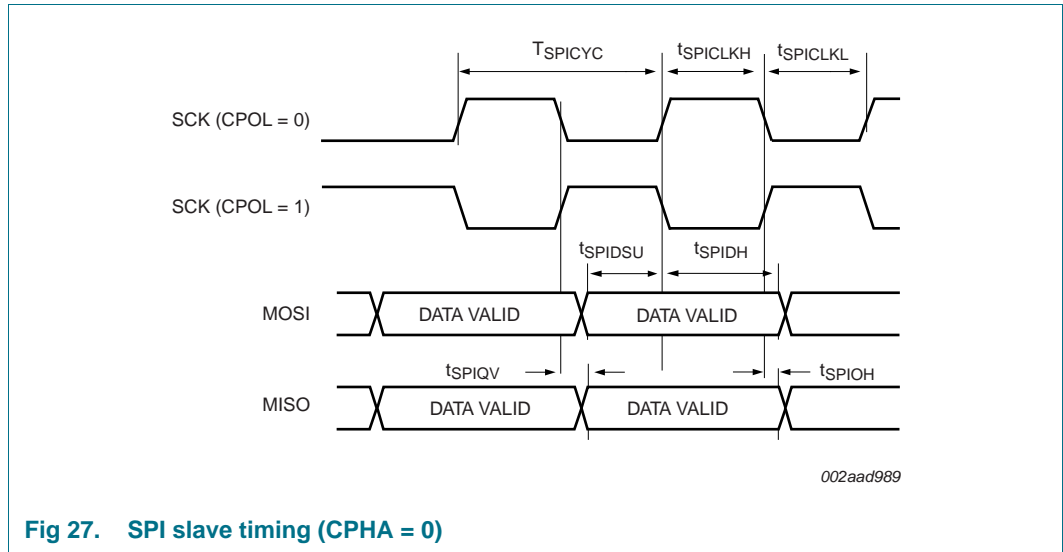 TSPICYC tSPICLKH tSPICLKL
SCK (CPOL = 0)
SCK (CPOL = 1)
tSPIDSU tSPIDH
MOSI DATA VALID DATA VALID
tSPIQV tSPIOH
MISO DATA VALID DATA VALID
002aad989
Fig 27. SPI slave timing (CPHA = 0)